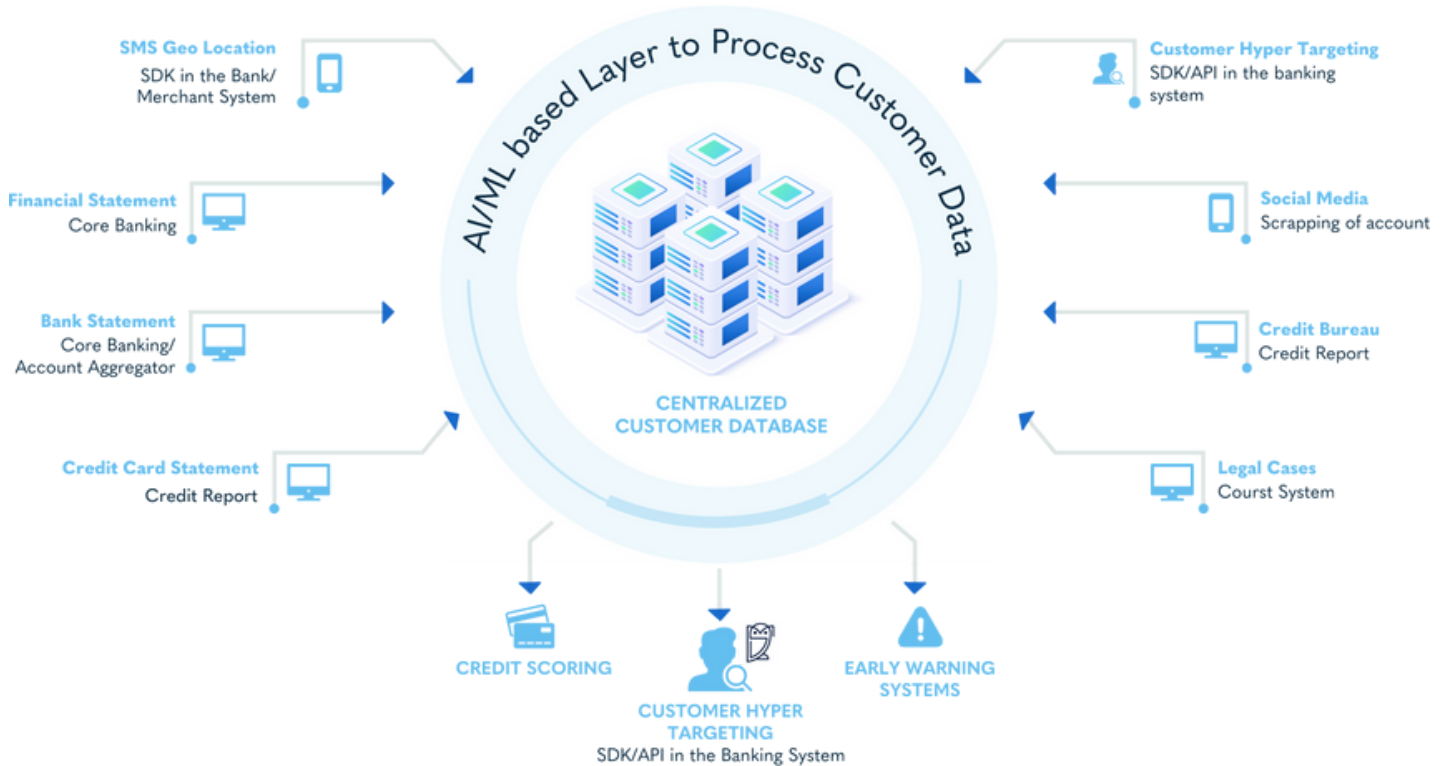 AI/ML based Layer to Process Customer Data
SMS Geo Location
SDK in the Bank/
Merchant System
Financial Statement
Core Banking
Bank Statement
Core Banking/
Account Aggregator
Credit Card Statement
Credit Report
Customer Hyper Targeting
SDK/API in the banking
system
Social Media
Scrapping of account
Credit Bureau
Credit Report
Legal Cases
Courst System
CENTRALIZED
CUSTOMER DATABASE
CREDIT SCORING
CUSTOMER HYPER
TARGETING
SDK/API in the Banking System
EARLY WARNING
SYSTEMS